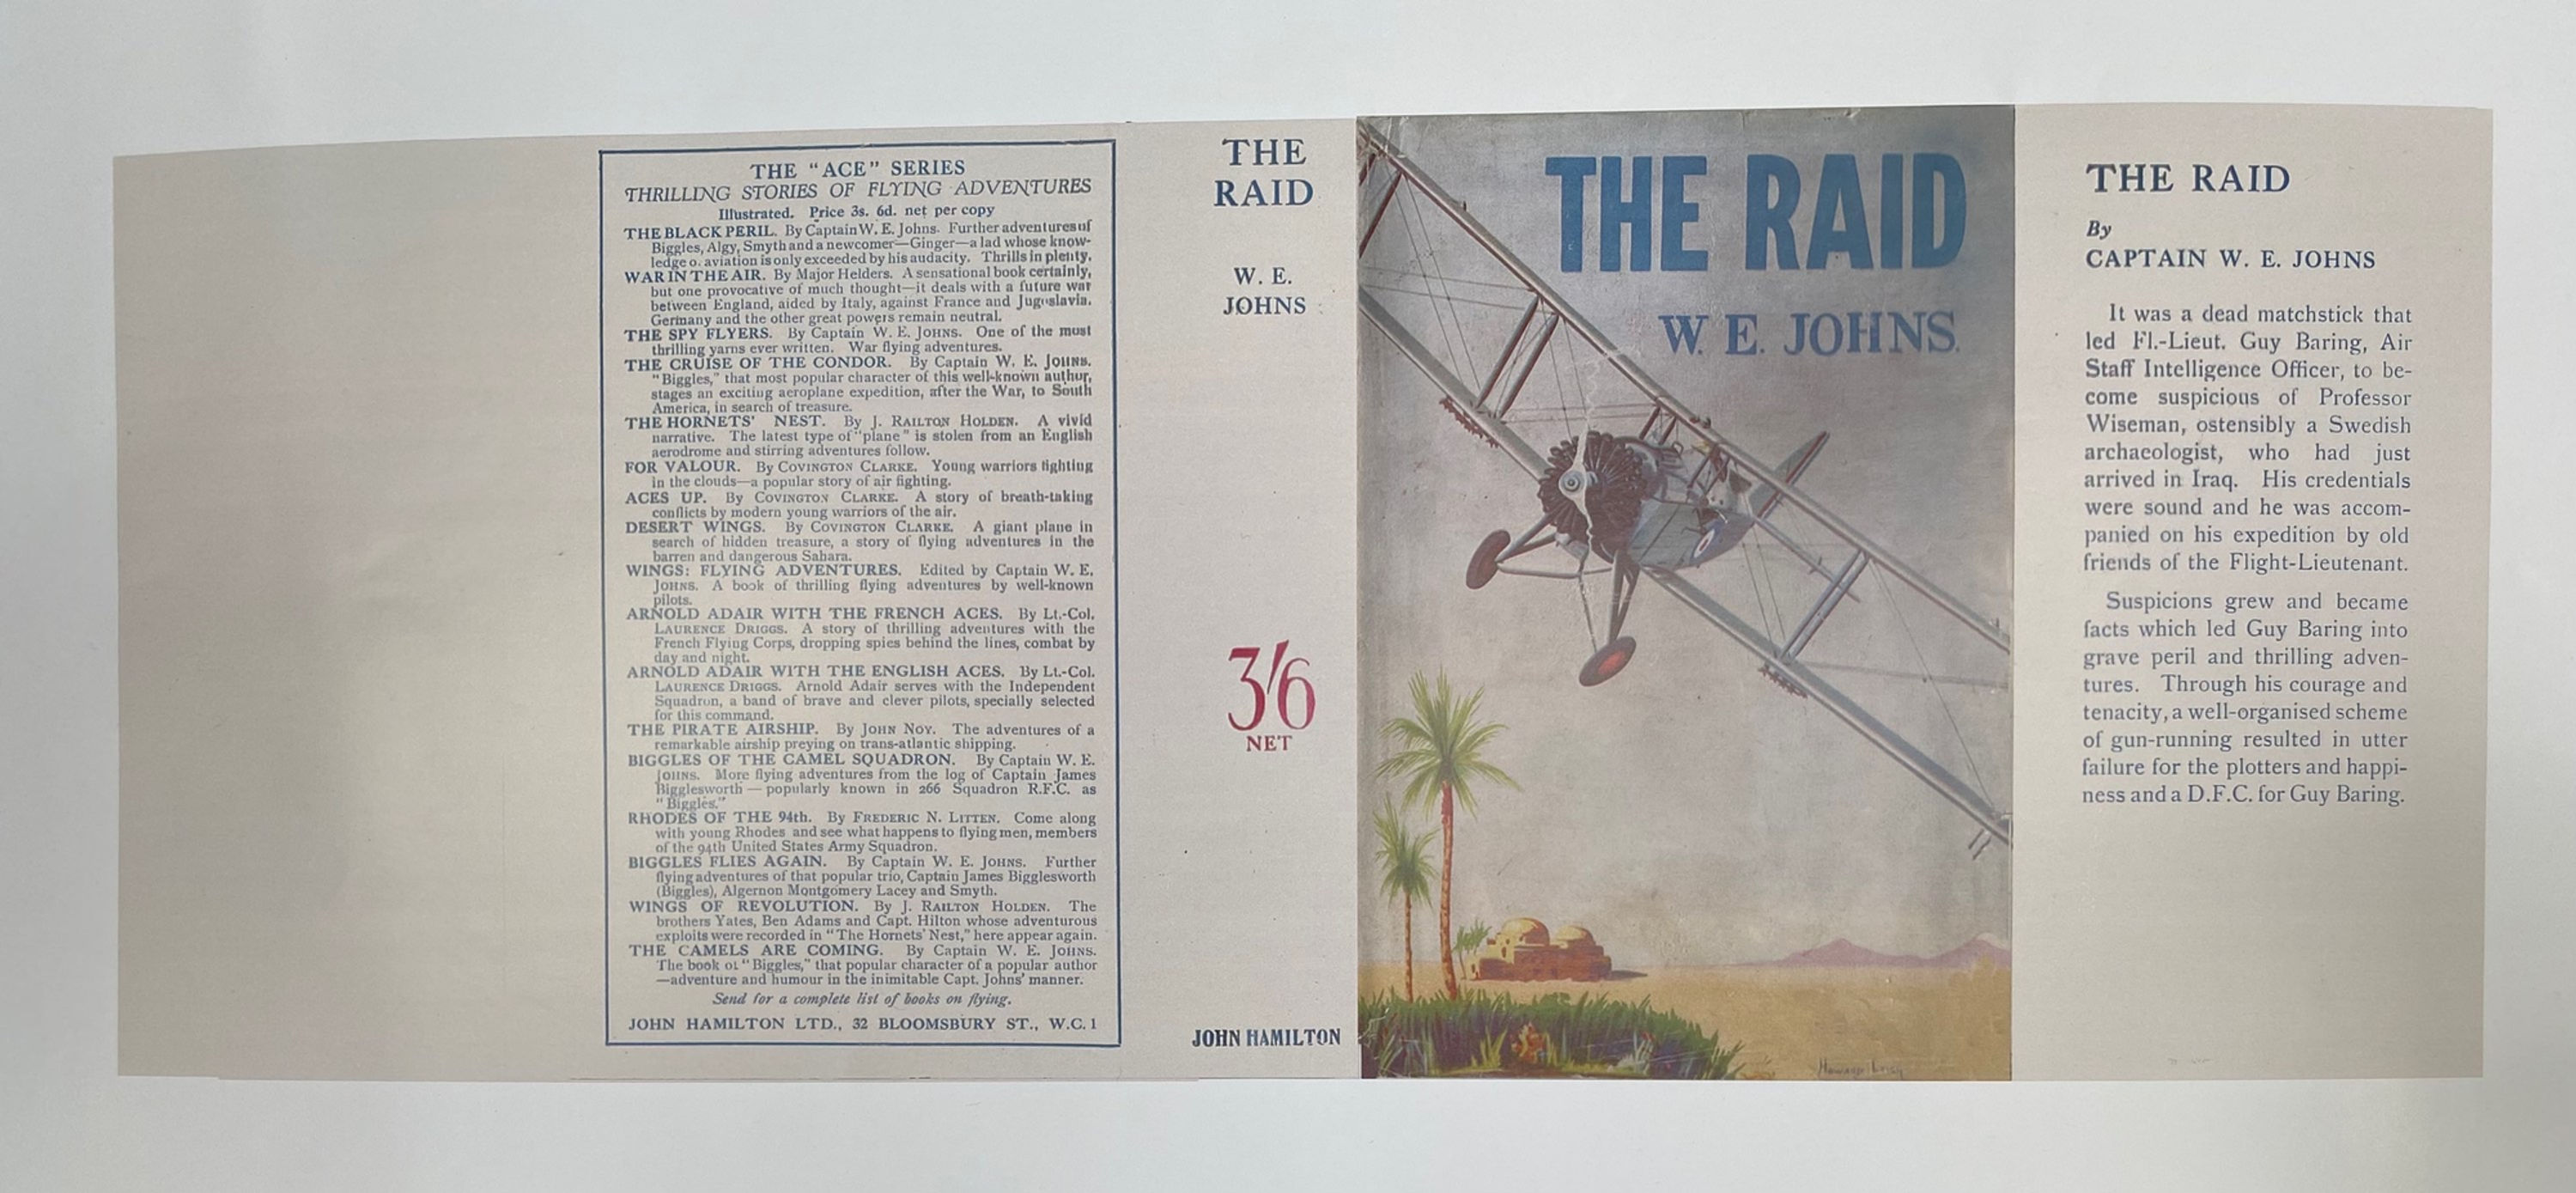 THE "ACE" SERIES
THRILLING STORIES OF FLYING ADVENTURES
Illustrated. Price 3s. 6d. net per copy
THE BLACK PERIL. By Captain W. E. Johns. Further adventures of
Biggles, Algy, Smyth and a newcomer—Ginger—a lad whose know-
ledge o. aviation is only exceeded by his audacity. Thrills in plenty.
WAR IN THE AIR. By Major Helders. A sensational book certainly,
but one provocative of much thought—it deals with a future war
between England, aided by Italy, against France and Jugoslavia.
Germany and the other great powers remain neutral.
THE SPY FLYERS. By Captain W. E. JOHNS. One of the most
thrilling yarns ever written. War flying adventures.
THE CRUISE OF THE CONDOR. By Captain W. E. JOHNS.
"Biggles," that most popular character of this well-known author,
stages an exciting aeroplane expedition, after the War, to South
America, in search of treasure.
THE HORNETS' NEST. By J. RAILTON HOLDEN. A vivid
narrative. The latest type of "plane" is stolen from an English
aerodrome and stirring adventures follow.
FOR VALOUR. By COVINGTON CLARKE. Young warriors fighting
in the clouds—a popular story of air fighting.
ACES UP. By COVINGTON CLARKE. A story of breath-taking
conflicts by modern young warriors of the air.
DESERT WINGS. By COVINGTON CLARKE. A giant plane in
search of hidden treasure, a story of flying adventures in the
barren and dangerous Sahara.
WINGS: FLYING ADVENTURES. Edited by Captain W. E.
JOHNS. A book of thrilling flying adventures by well-known
pilots.
ARNOLD ADAIR WITH THE FRENCH ACES. By Lt.-Col.
LAURENCE DRIGGS. A story of thrilling adventures with the
French Flying Corps, dropping spies behind the lines, combat by
day and night.
ARNOLD ADAIR WITH THE ENGLISH ACES. By Lt.-Col.
LAURENCE DRIGGS. Arnold Adair serves with the Independent
Squadron, a band of brave and clever pilots, specially selected
for this command.
THE PIRATE AIRSHIP. By JOHN NOY. The adventures of a
remarkable airship preying on trans-atlantic shipping.
BIGGLES OF THE CAMEL SQUADRON. By Captain W. E.
JOHNS. More flying adventures from the log of Captain James
Bigglesworth — popularly known in 266 Squadron R.F.C. as
"Biggles."
RHODES OF THE 94th. By FREDERIC N. LITTEN. Come along
with young Rhodes and see what happens to flying men, members
of the 94th United States Army Squadron.
BIGGLES FLIES AGAIN. By Captain W. E. JOHNS. Further
flying adventures of that popular trio, Captain James Bigglesworth
(Biggles), Algernon Montgomery Lacey and Smyth.
WINGS OF REVOLUTION. By J. RAILTON HOLDEN. The
brothers Yates, Ben Adams and Capt. Hilton whose adventurous
exploits were recorded in "The Hornets' Nest," here appear again.
THE CAMELS ARE COMING. By Captain W. E. JOHNS.
The book of "Biggles," that popular character of a popular author
—adventure and humour in the inimitable Capt. Johns' manner.
Send for a complete list of books on flying.
JOHN HAMILTON LTD., 32 BLOOMSBURY ST., W.C.1
THE
RAID
W. E.
JOHNS
3/6
NET
JOHN HAMILTON
THE RAID
W. E. JOHNS.
Howard Leigh
THE RAID
By
CAPTAIN W. E. JOHNS
It was a dead matchstick that
led Fl.-Lieut. Guy Baring, Air
Staff Intelligence Officer, to be-
come suspicious of Professor
Wiseman, ostensibly a Swedish
archaeologist, who had just
arrived in Iraq. His credentials
were sound and he was accom-
panied on his expedition by old
friends of the Flight-Lieutenant.
Suspicions grew and became
facts which led Guy Baring into
grave peril and thrilling adven-
tures. Through his courage and
tenacity, a well-organised scheme
of gun-running resulted in utter
failure for the plotters and happi-
ness and a D.F.C. for Guy Baring.